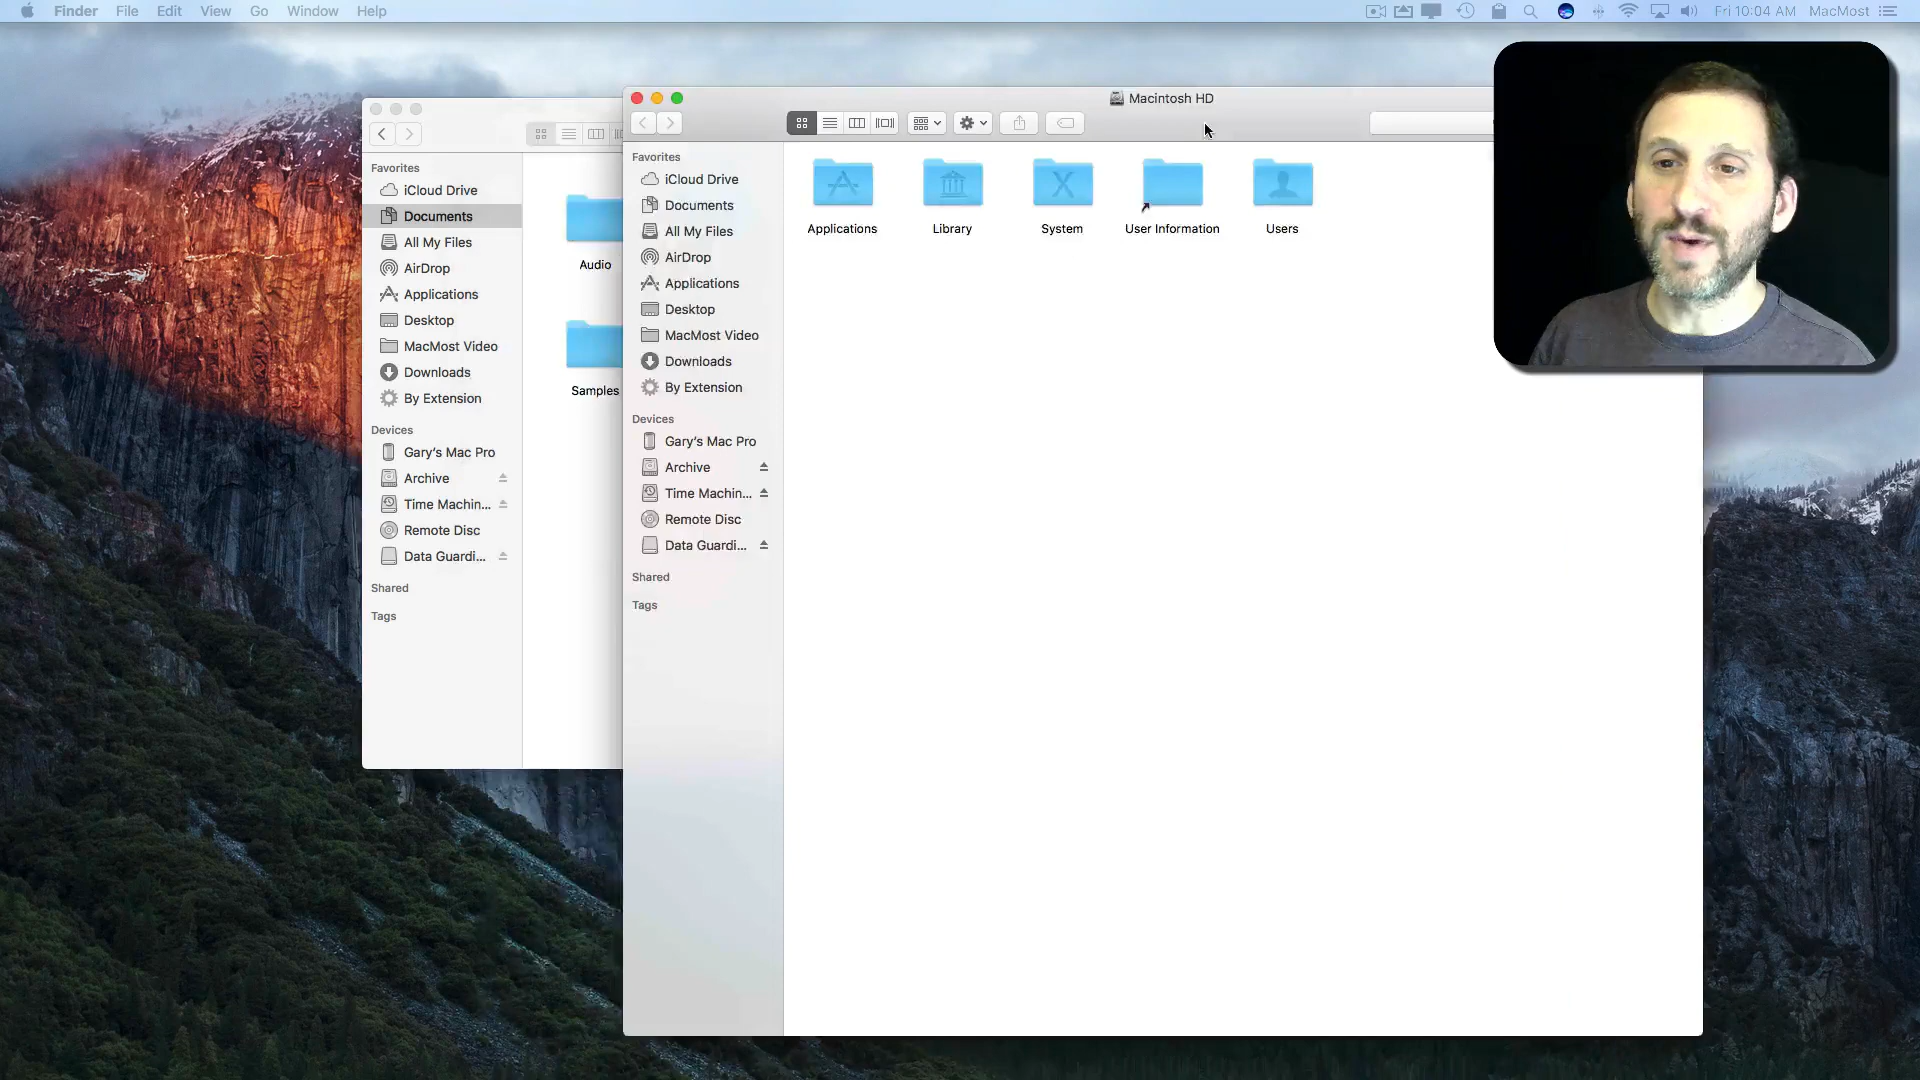 Finder File Edit View Go Window Help
Fri 10:04 AM MacMost
Favorites
iCloud Drive
Documents
All My Files
AirDrop
Applications
Desktop
MacMost Video
Downloads
By Extension
Devices
Gary's Mac Pro
Archive
Time Machin...
Remote Disc
Data Guardi...
Shared
Tags
Audio
Samples
Macintosh HD
Favorites
iCloud Drive
Documents
All My Files
AirDrop
Applications
Desktop
MacMost Video
Downloads
By Extension
Devices
Gary's Mac Pro
Archive
Time Machin...
Remote Disc
Data Guardi...
Shared
Tags
Applications Library System User Information Users